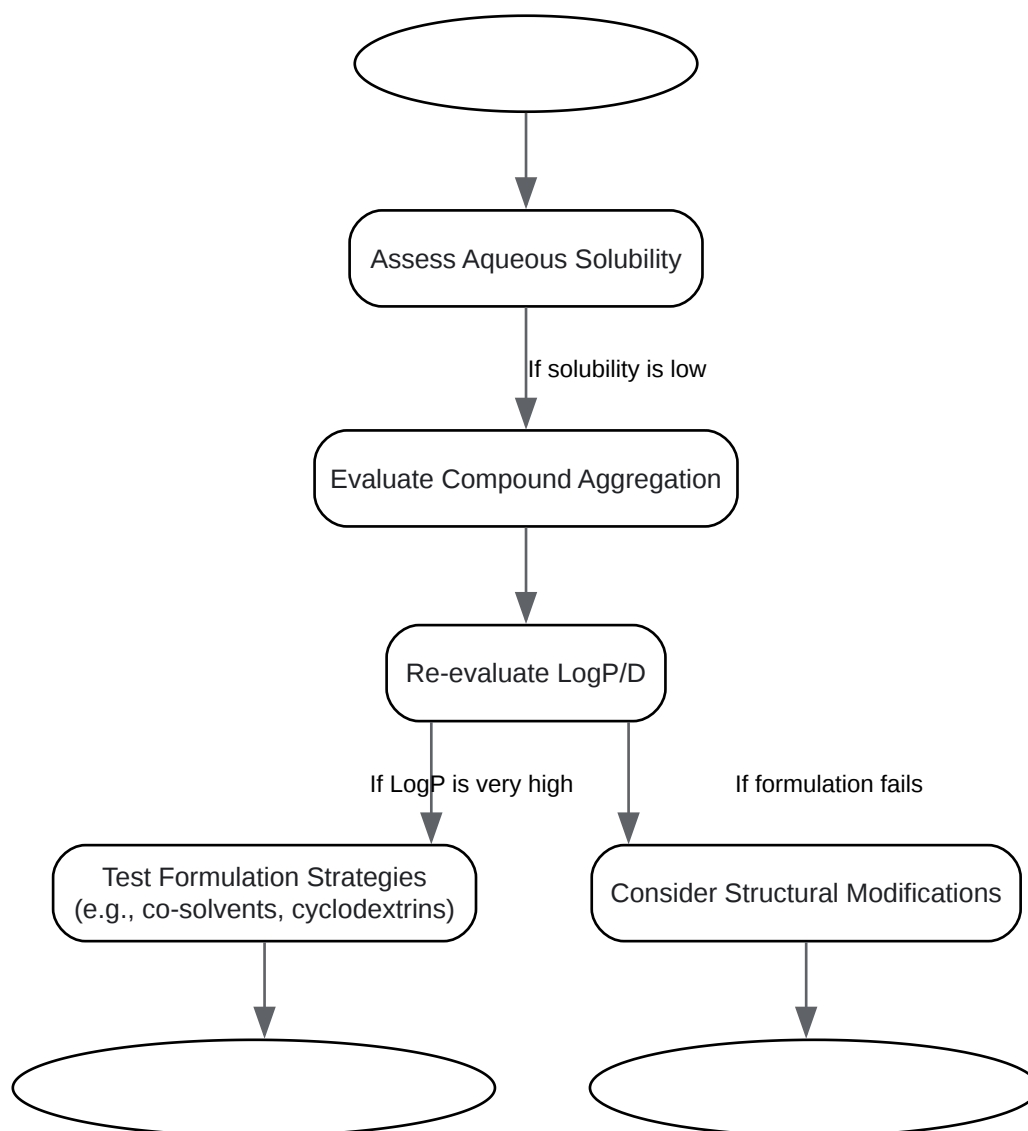 Assess Aqueous Solubility
If solubility is low
Evaluate Compound Aggregation
Re-evaluate LogP/D
If LogP is very high
If formulation fails
Test Formulation Strategies
(e.g., co-solvents, cyclodextrins)
Consider Structural Modifications